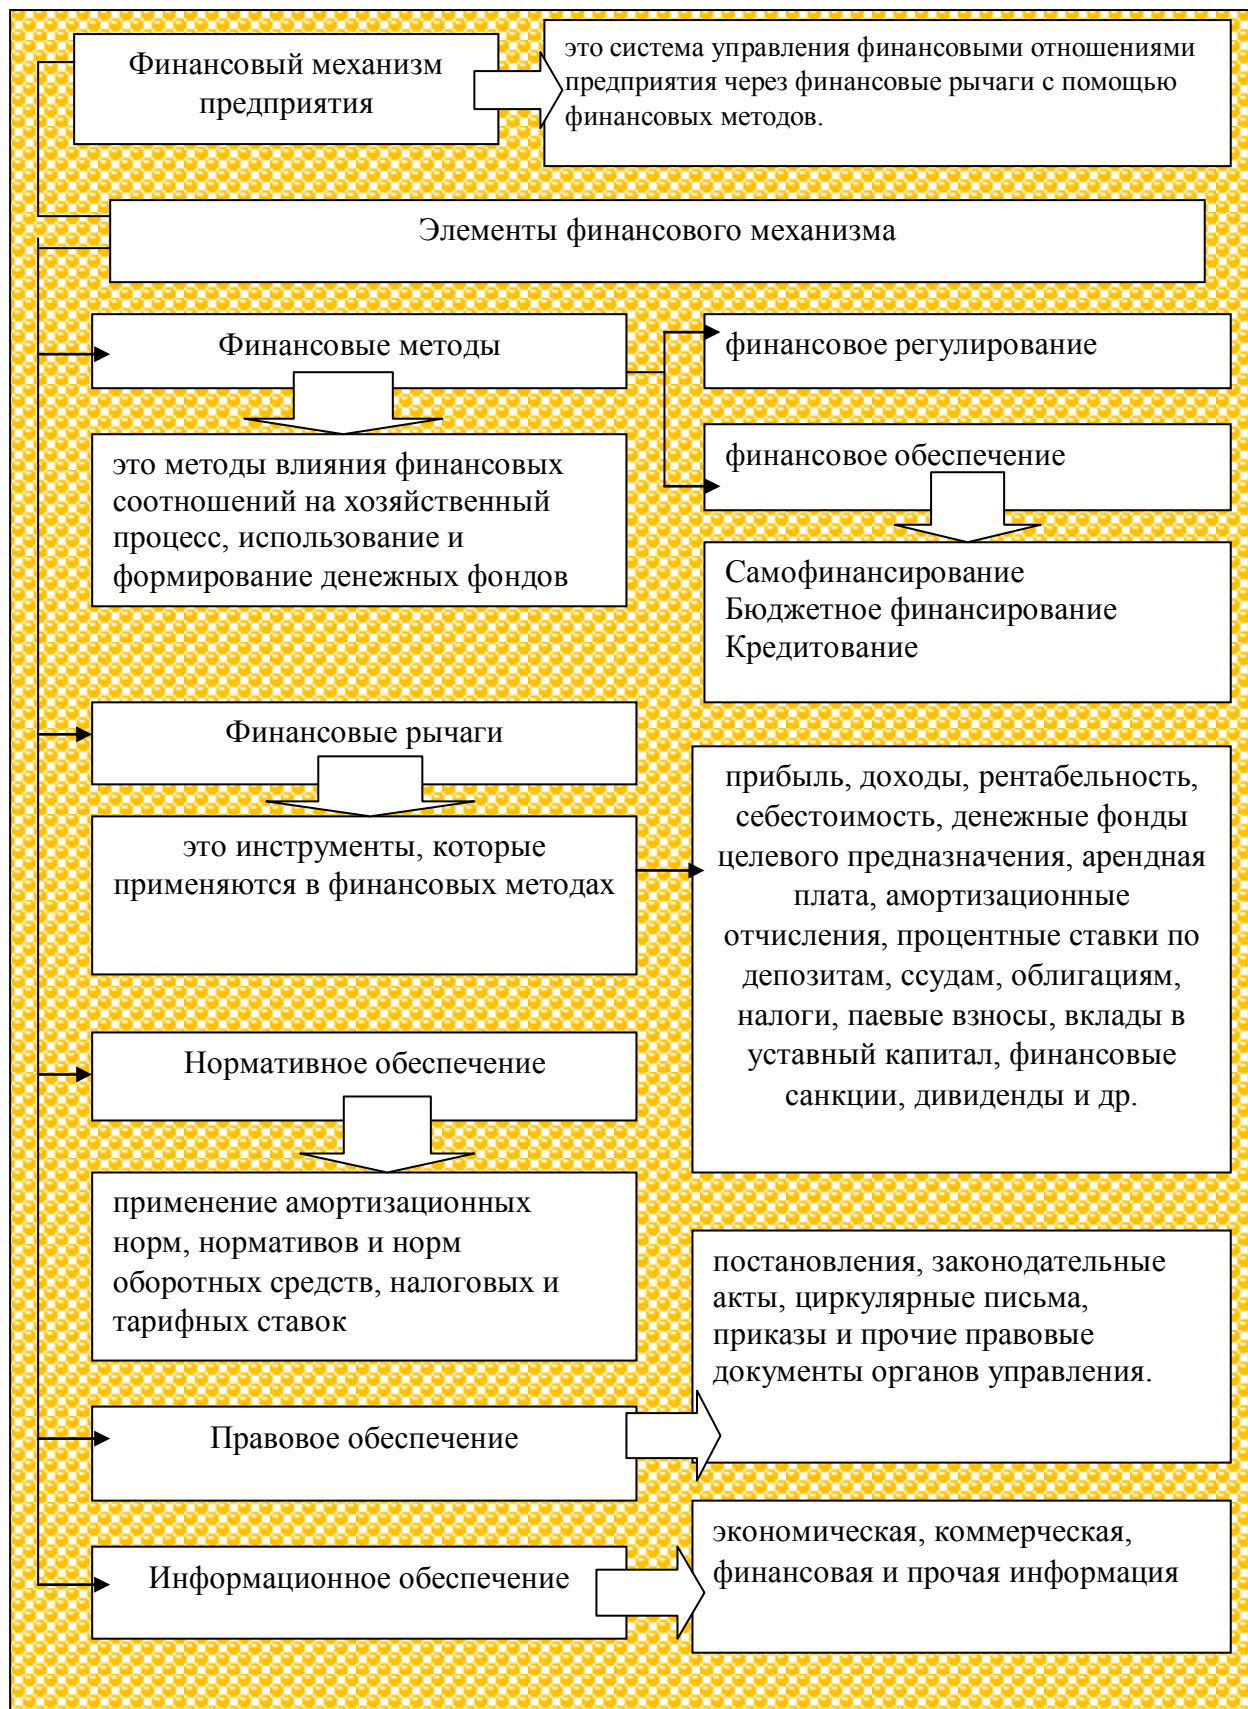 Финансовый механизм
предприятия
это система управления финансовыми отношениями
предприятия через финансовые рычаги с помощью
финансовых методов.
Элементы финансового механизма
Финансовые методы
финансовое регулирование
это методы влияния финансовых
соотношений на хозяйственный
процесс, использование и
формирование денежных фондов
финансовое обеспечение
Самофинансирование
Бюджетное финансирование
Кредитование
Финансовые рычаги
это инструменты, которые
применяются в финансовых методах
прибыль, доходы, рентабельность,
себестоимость, денежные фонды
целевого предназначения, арендная
плата, амортизационные
отчисления, процентные ставки по
депозитам, ссудам, облигациям,
налоги, паевые взносы, вклады в
уставный капитал, финансовые
санкции, дивиденды и др.
Нормативное обеспечение
применение амортизационных
норм, нормативов и норм
оборотных средств, налоговых и
тарифных ставок
Правовое обеспечение
постановления, законодательные
акты, циркулярные письма,
приказы и прочие правовые
документы органов управления.
Информационное обеспечение
экономическая, коммерческая,
финансовая и прочая информация